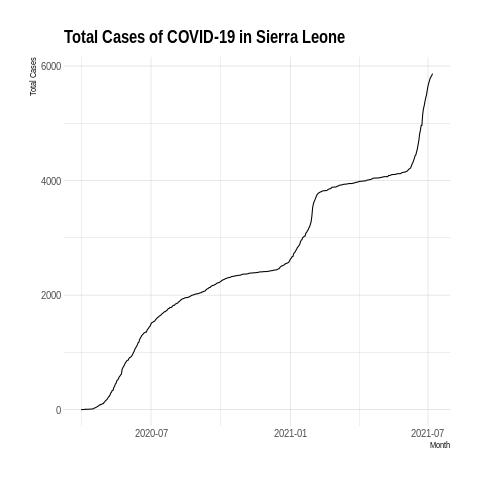 Total Cases of COVID-19 in Sierra Leone
Total Cases
6000
4000
2000
0
2020-07 2021-01 2021-07
Month